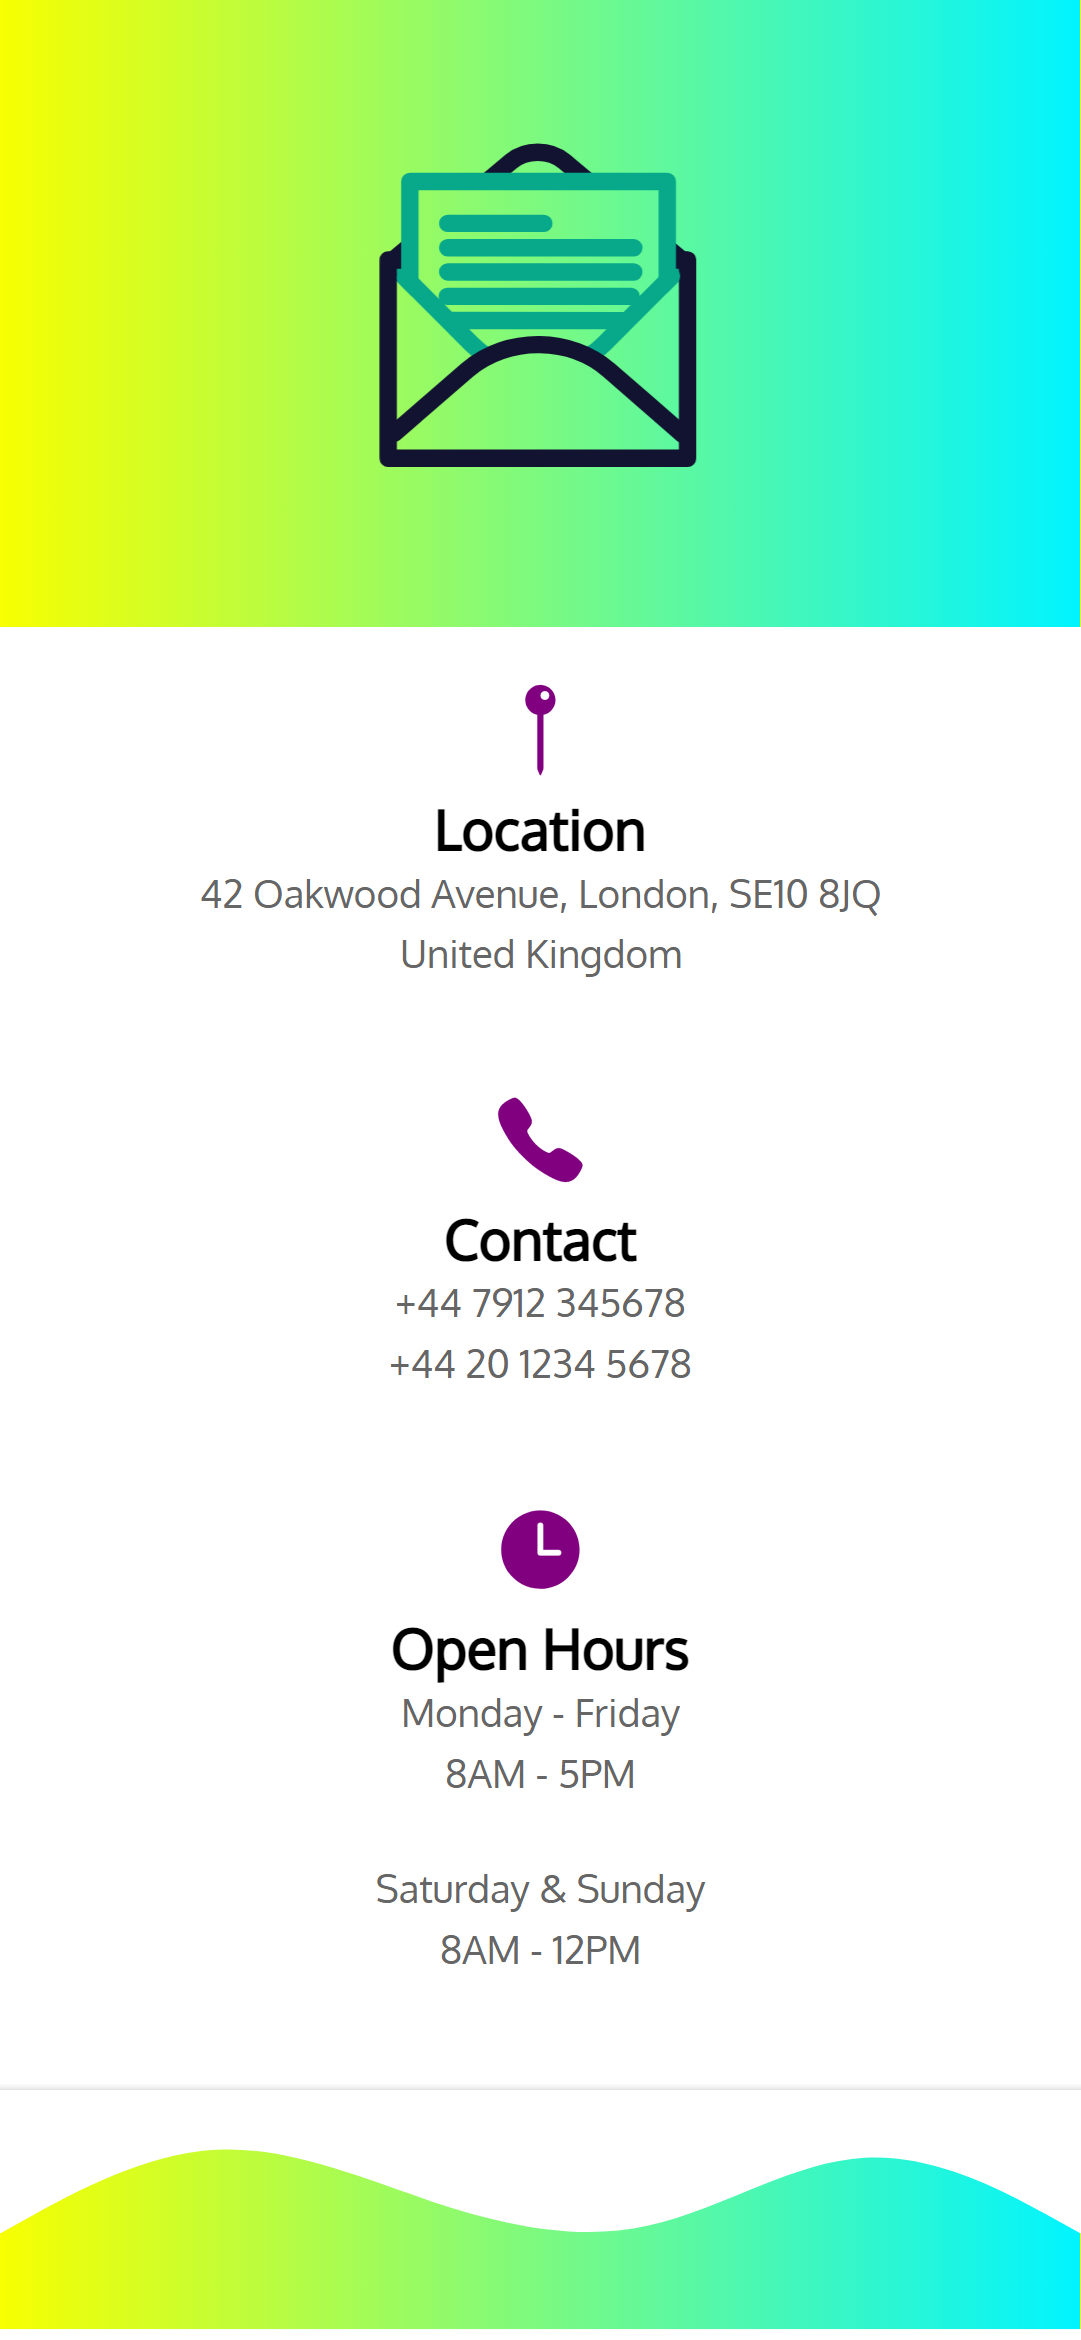 Location
42 Oakwood Avenue, London, SE10 8JQ
United Kingdom
Contact
+44 7912 345678
+44 20 1234 5678
Open Hours
Monday - Friday
8AM - 5PM
Saturday & Sunday
8AM - 12PM